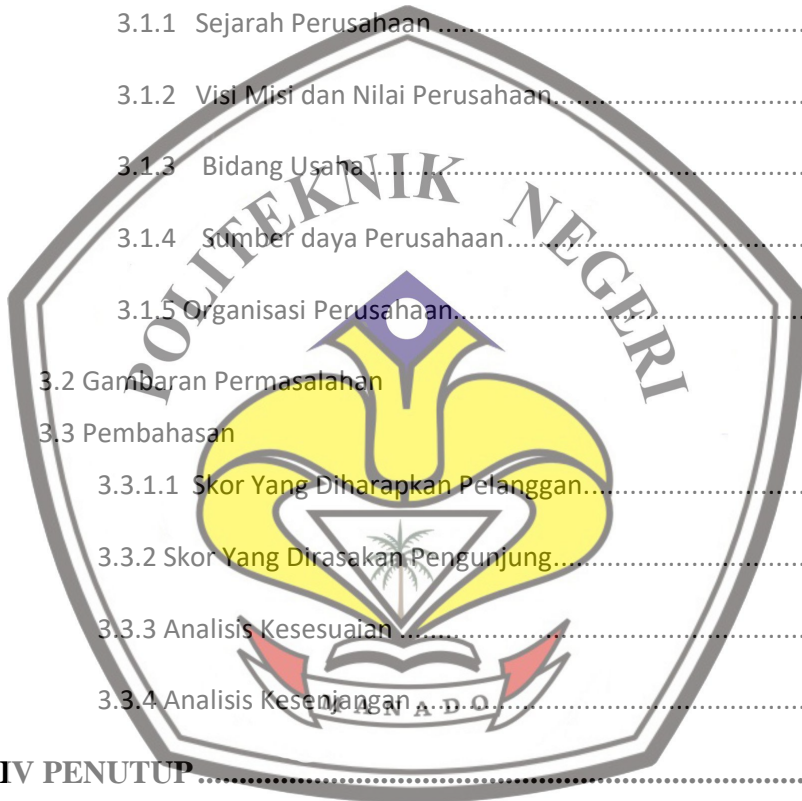 3.1.1 Sejarah Perusahaan ........................................................
3.1.2 Visi Misi dan Nilai Perusahaan........................................
3.1.3 Bidang Usaha ................................................................
POLITEKNIK NEGERI
3.1.4 Sumber daya Perusahaan................................................
3.1.5 Organisasi Perusahaan....................................................
3.2 Gambaran Permasalahan
3.3 Pembahasan
3.3.1.1 Skor Yang Diharapkan Pelanggan..................................
3.3.2 Skor Yang Dirasakan Pengunjung......................................
3.3.3 Analisis Kesesuaian ........................................................
3.3.4 Analisis Kesenjangan ......................................................
MANADO
IV PENUTUP ........................................................................